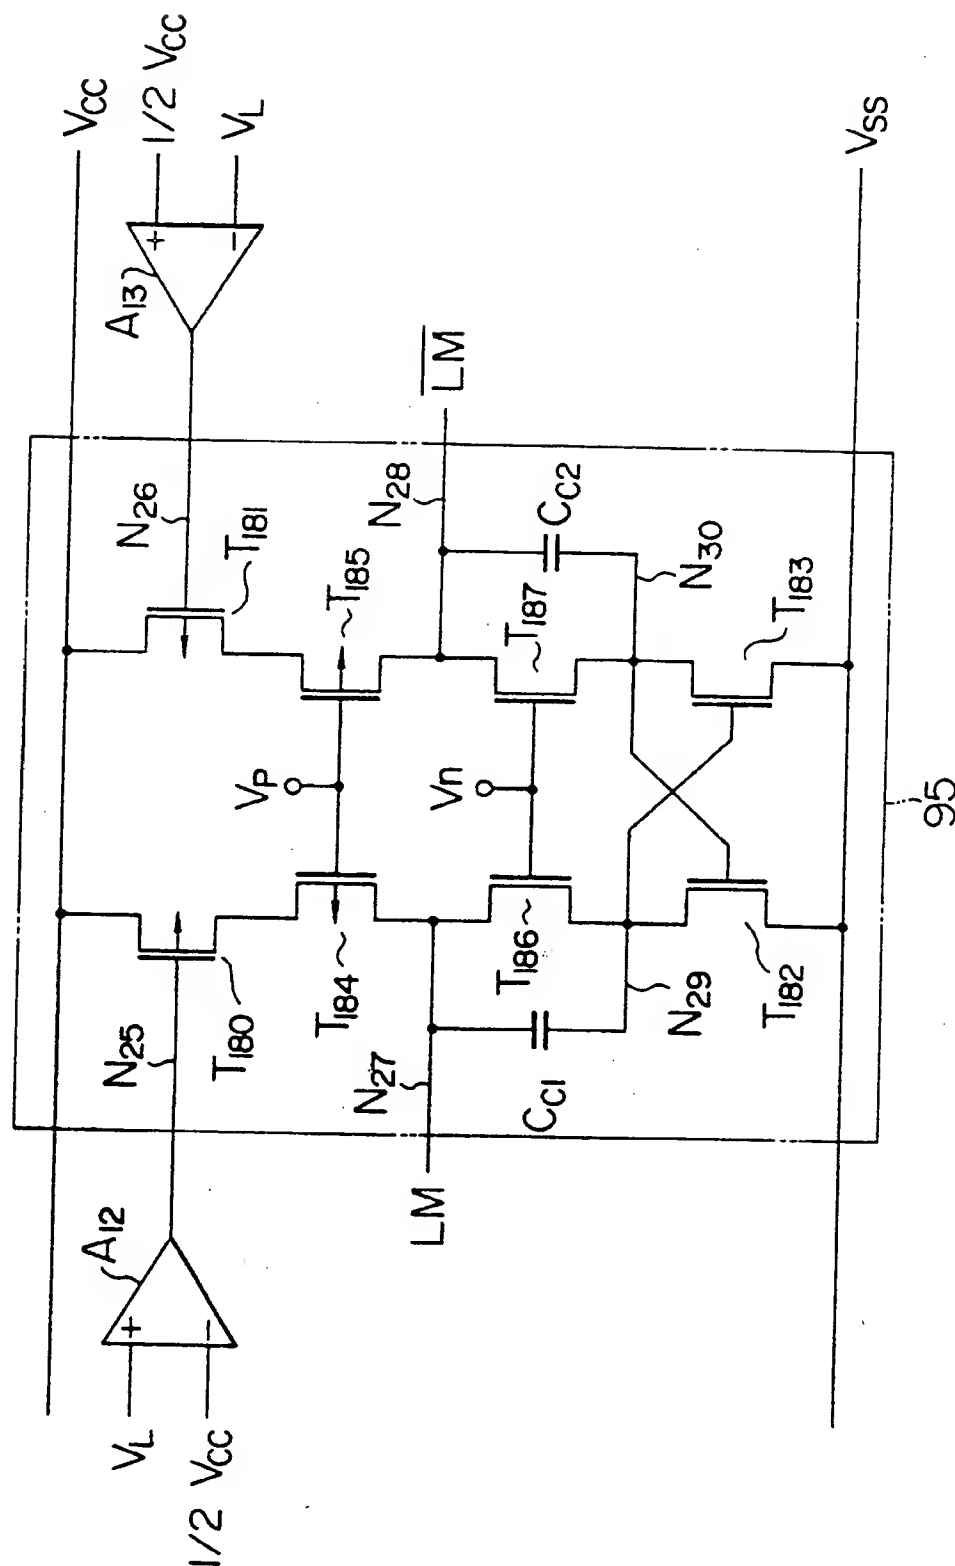 VCC
1/2 VCC
VL
A13
+
−
N26
T181
T185
N28
L̅M̅
CC2
T187
N30
T183
VSS
VP
Vn
T180
T184
T186
T182
N25
N27
LM
CC1
N29
A12
+
−
VL
1/2 VCC
95